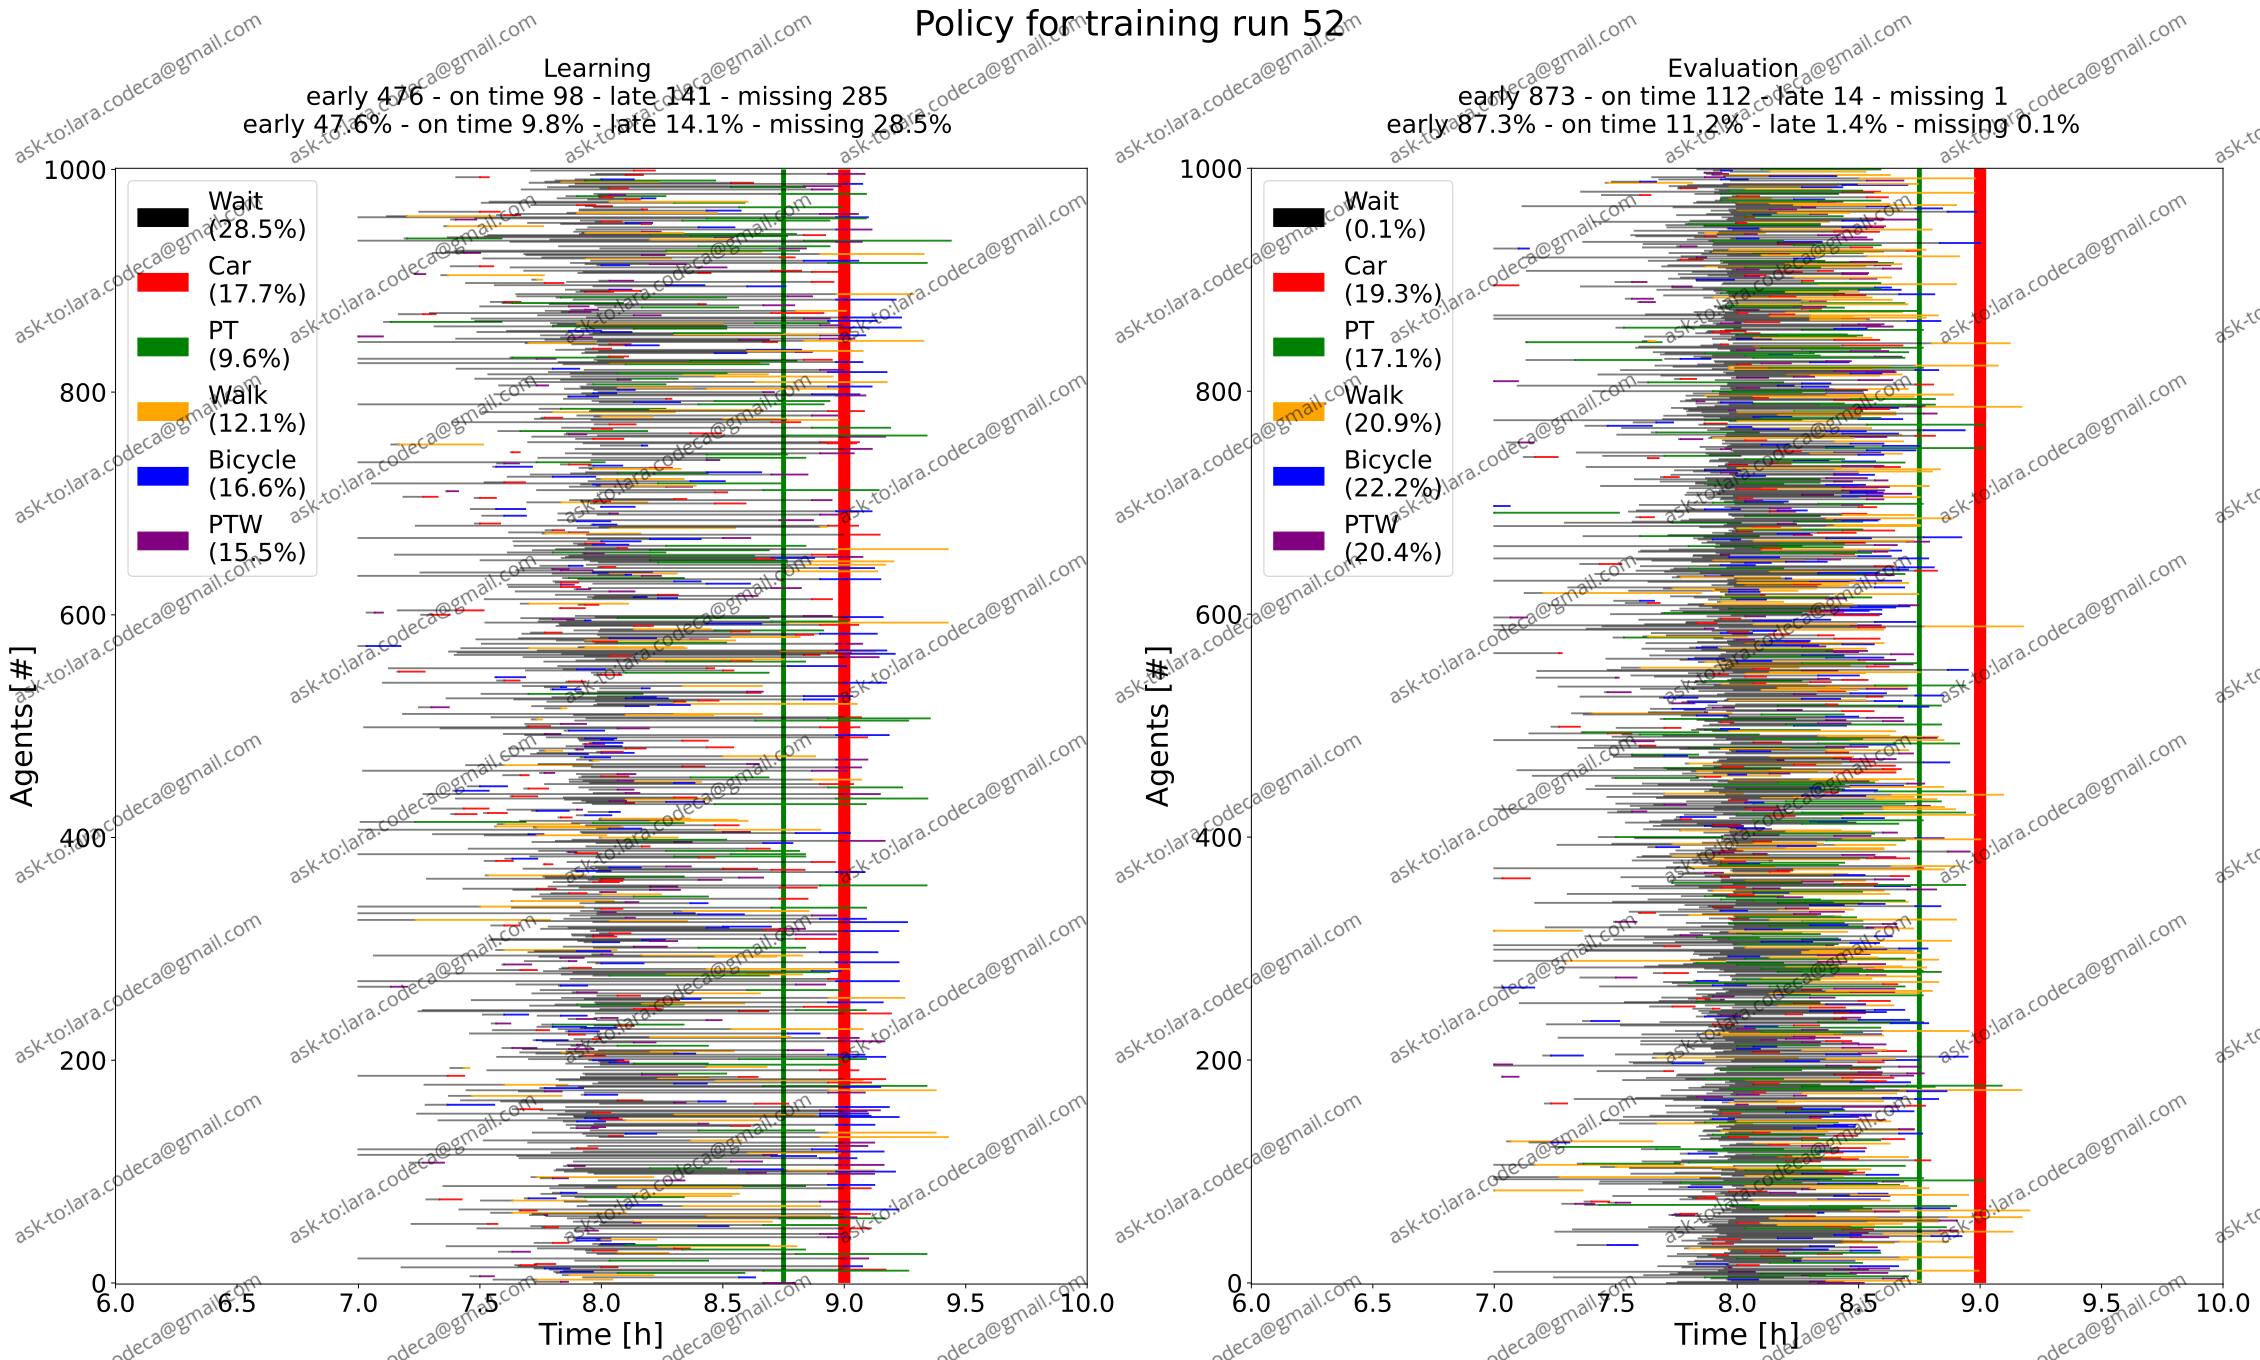 Policy for training run 52
Learning
early 476 - on time 98 - late 141 - missing 285
early 47.6% - on time 9.8% - late 14.1% - missing 28.5%
1000
800
600
400
200
0
Agents [#]
Wait
(28.5%)
Car
(17.7%)
PT
(9.6%)
Walk
(12.1%)
Bicycle
(16.6%)
PTW
(15.5%)
6.0 6.5 7.0 7.5 8.0 8.5 9.0 9.5 10.0
Time [h]
Evaluation
early 873 - on time 112 - late 14 - missing 1
early 87.3% - on time 11.2% - late 1.4% - missing 0.1%
1000
800
600
400
200
0
Agents [#]
Wait
(0.1%)
Car
(19.3%)
PT
(17.1%)
Walk
(20.9%)
Bicycle
(22.2%)
PTW
(20.4%)
6.0 6.5 7.0 7.5 8.0 8.5 9.0 9.5 10.0
Time [h]
ask-to:lara.codeca@gmail.com